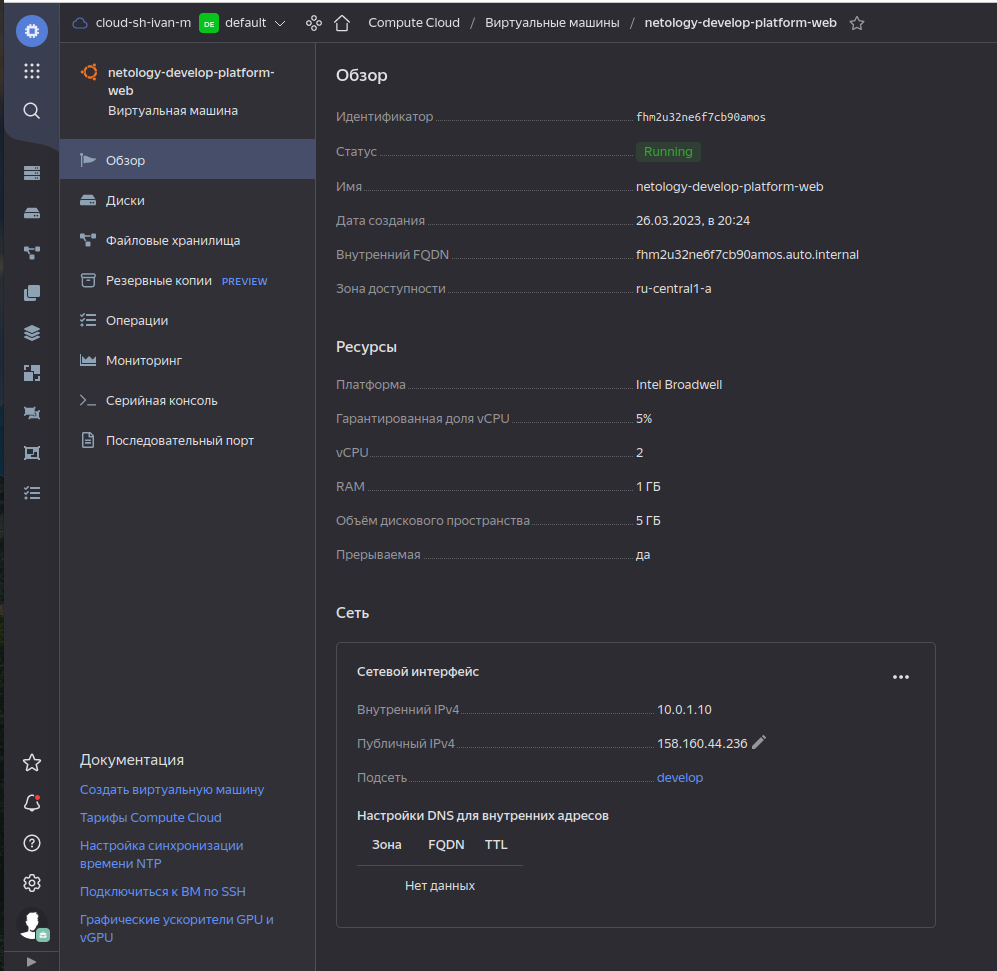 cloud-sh-ivan-m DE default Compute Cloud / Виртуальные машины / netology-develop-platform-web
netology-develop-platform-
web
Виртуальная машина
Обзор
Диски
Файловые хранилища
Резервные копии PREVIEW
Операции
Мониторинг
Серийная консоль
Последовательный порт
Документация
Создать виртуальную машину
Тарифы Compute Cloud
Настройка синхронизации
времени NTP
Подключиться к ВМ по SSH
Графические ускорители GPU и
vGPU
Обзор
Идентификатор fhm2u32ne6f7cb90amos
Статус Running
Имя netology-develop-platform-web
Дата создания 26.03.2023, в 20:24
Внутренний FQDN fhm2u32ne6f7cb90amos.auto.internal
Зона доступности ru-central1-a
Ресурсы
Платформа Intel Broadwell
Гарантированная доля vCPU 5%
vCPU 2
RAM 1 ГБ
Объём дискового пространства 5 ГБ
Прерываемая да
Сеть
Сетевой интерфейс
Внутренний IPv4 10.0.1.10
Публичный IPv4 158.160.44.236
Подсеть develop
Настройки DNS для внутренних адресов
Зона FQDN TTL
Нет данных